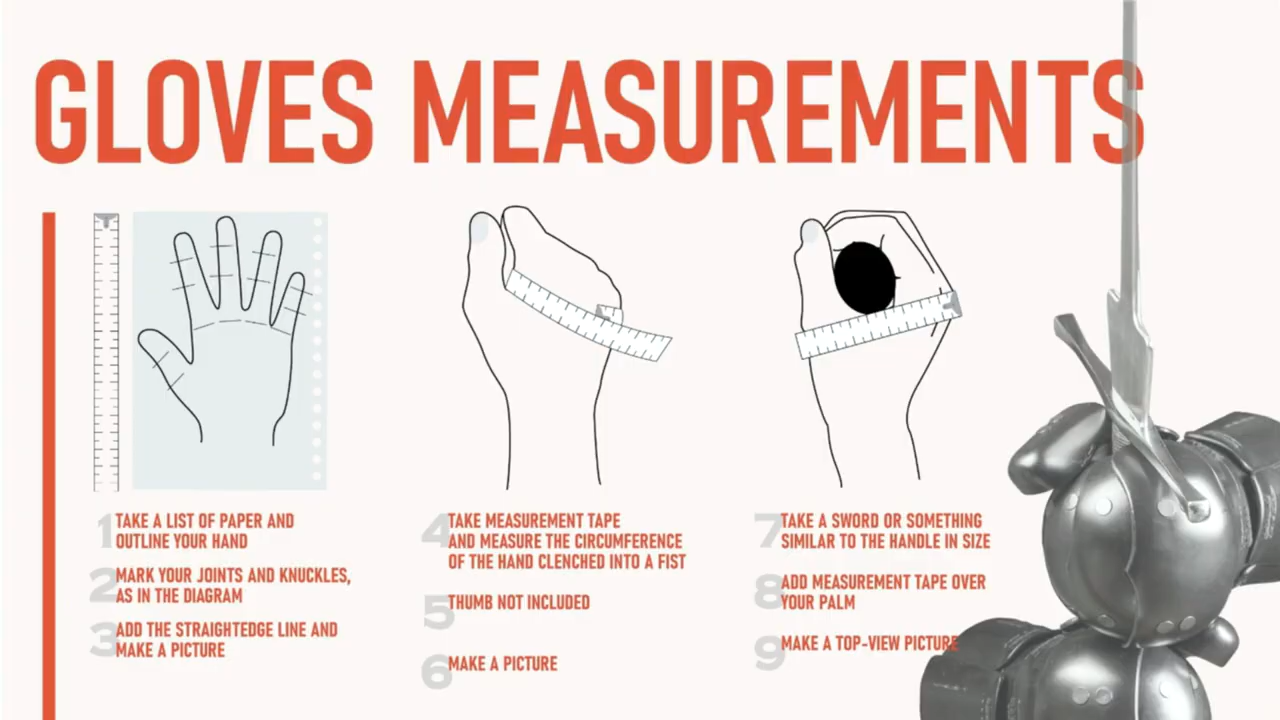 GLOVES MEASUREMENTS
1 TAKE A LIST OF PAPER AND
OUTLINE YOUR HAND
2 MARK YOUR JOINTS AND KNUCKLES,
AS IN THE DIAGRAM
3 ADD THE STRAIGHTEDGE LINE AND
MAKE A PICTURE
4 TAKE MEASUREMENT TAPE
AND MEASURE THE CIRCUMFERENCE
OF THE HAND CLENCHED INTO A FIST
5 THUMB NOT INCLUDED
6 MAKE A PICTURE
7 TAKE A SWORD OR SOMETHING
SIMILAR TO THE HANDLE IN SIZE
8 ADD MEASUREMENT TAPE OVER
YOUR PALM
9 MAKE A TOP-VIEW PICTURE